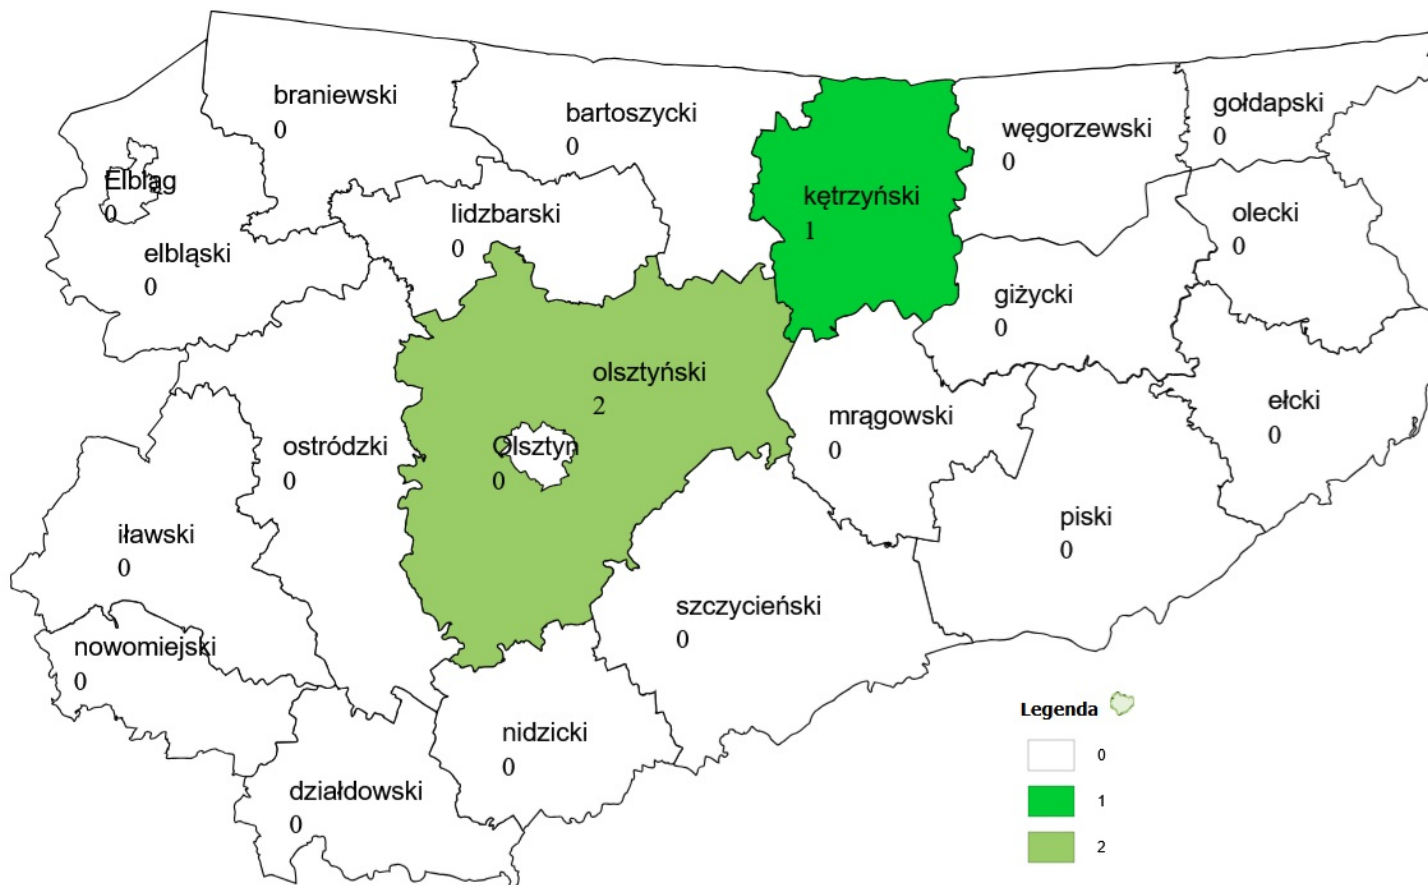 braniewski
0
bartoszycki
0
gołdapski
0
węgorzewski
0
Elbląg
0
kętrzyński
1
lidzbarski
0
olecki
0
elbląski
0
giżycki
0
olsztyński
2
mrągowski
0
ełcki
0
ostródzki
0
Olsztyn
0
iławski
0
piski
0
szczycieński
0
nowomiejski
0
nidzicki
0
działdowski
0
Legenda
0
1
2